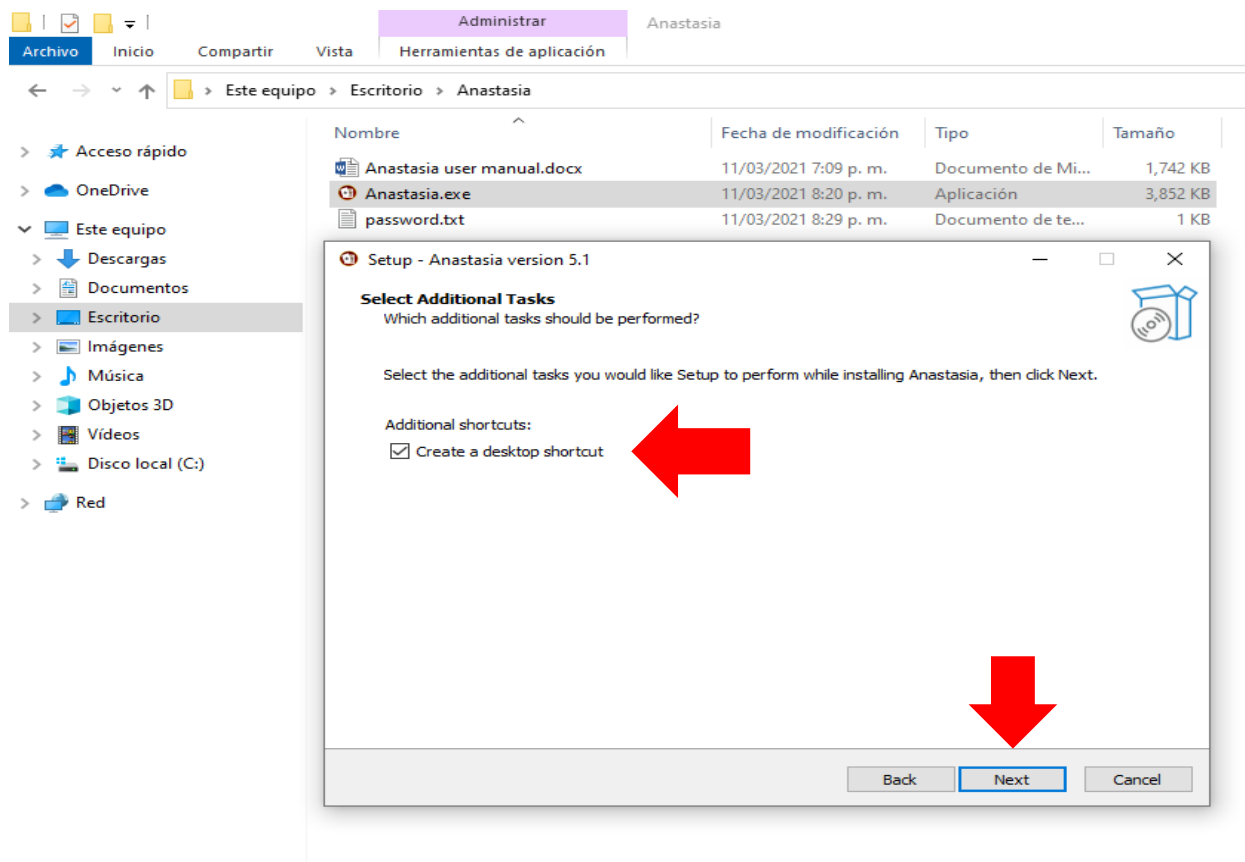 Administrar
Anastasia
Archivo Inicio Compartir Vista Herramientas de aplicación
Este equipo > Escritorio > Anastasia
Nombre Fecha de modificación Tipo Tamaño
Anastasia user manual.docx 11/03/2021 7:09 p. m. Documento de Mi... 1,742 KB
Anastasia.exe 11/03/2021 8:20 p. m. Aplicación 3,852 KB
password.txt 11/03/2021 8:29 p. m. Documento de te... 1 KB
Acceso rápido
OneDrive
Este equipo
Descargas
Documentos
Escritorio
Imágenes
Música
Objetos 3D
Vídeos
Disco local (C:)
Red
Setup - Anastasia version 5.1
Select Additional Tasks
Which additional tasks should be performed?
Select the additional tasks you would like Setup to perform while installing Anastasia, then click Next.
Additional shortcuts:
Create a desktop shortcut
Back Next Cancel